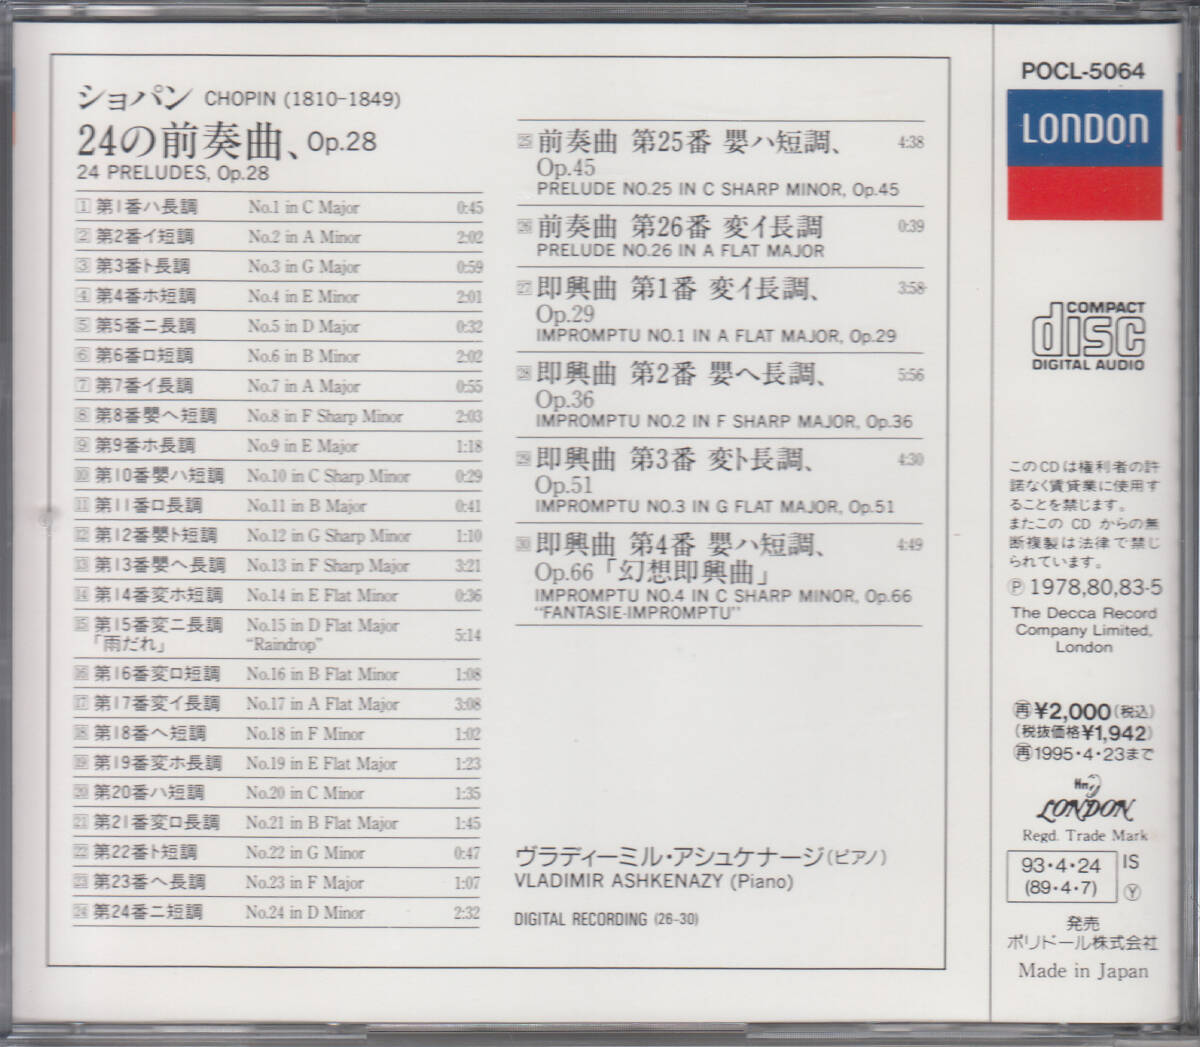 ショパン CHOPIN (1810-1849)
24の前奏曲、Op.28
24 PRELUDES, Op.28
1 第1番ハ長調 No.1 in C Major 0:45
2 第2番イ短調 No.2 in A Minor 2:02
3 第3番ト長調 No.3 in G Major 0:59
4 第4番ホ短調 No.4 in E Minor 2:01
5 第5番ニ長調 No.5 in D Major 0:32
6 第6番ロ短調 No.6 in B Minor 2:02
7 第7番イ長調 No.7 in A Major 0:55
8 第8番嬰ヘ短調 No.8 in F Sharp Minor 2:03
9 第9番ホ長調 No.9 in E Major 1:18
10 第10番嬰ハ短調 No.10 in C Sharp Minor 0:29
11 第11番ロ長調 No.11 in B Major 0:41
12 第12番嬰ト短調 No.12 in G Sharp Minor 1:10
13 第13番嬰ヘ長調 No.13 in F Sharp Major 3:21
14 第14番変ホ短調 No.14 in E Flat Minor 0:36
15 第15番変ニ長調 No.15 in D Flat Major 5:14
「雨だれ」 "Raindrop"
16 第16番変ロ短調 No.16 in B Flat Minor 1:08
17 第17番変イ長調 No.17 in A Flat Major 3:08
18 第18番ヘ短調 No.18 in F Minor 1:02
19 第19番変ホ長調 No.19 in E Flat Major 1:23
20 第20番ハ短調 No.20 in C Minor 1:35
21 第21番変ロ長調 No.21 in B Flat Major 1:45
22 第22番ト短調 No.22 in G Minor 0:47
23 第23番ヘ長調 No.23 in F Major 1:07
24 第24番ニ短調 No.24 in D Minor 2:32
25 前奏曲 第25番 嬰ハ短調、 4:38
Op.45
PRELUDE NO.25 IN C SHARP MINOR, Op.45
26 前奏曲 第26番 変イ長調 0:39
PRELUDE NO.26 IN A FLAT MAJOR
27 即興曲 第1番 変イ長調、 3:58
Op.29
IMPROMPTU NO.1 IN A FLAT MAJOR, Op.29
28 即興曲 第2番 嬰ヘ長調、 5:56
Op.36
IMPROMPTU NO.2 IN F SHARP MAJOR, Op.36
29 即興曲 第3番 変ト長調、 4:30
Op.51
IMPROMPTU NO.3 IN G FLAT MAJOR, Op.51
30 即興曲 第4番 嬰ハ短調、 4:49
Op.66「幻想即興曲」
IMPROMPTU NO.4 IN C SHARP MINOR, Op.66
"FANTASIE-IMPROMPTU"
ヴラディーミル・アシュケナージ(ピアノ)
VLADIMIR ASHKENAZY (Piano)
DIGITAL RECORDING (26-30)
POCL-5064
LONDON
COMPACT
disc
DIGITAL AUDIO
このCDは権利者の許
諾なく賃貸業に使用す
ることを禁じます。
またこの CD からの無
断複製は法律で禁じ
られています。
Ⓟ 1978,80,83-5
The Decca Record
Company Limited,
London
㊢¥2,000(税込)
(税抜価格¥1,942)
㊢1995・4・23まで
LONDON
Regd. Trade Mark
93・4・24 IS
(89・4・7) Ⓨ
発売
ポリドール株式会社
Made in Japan